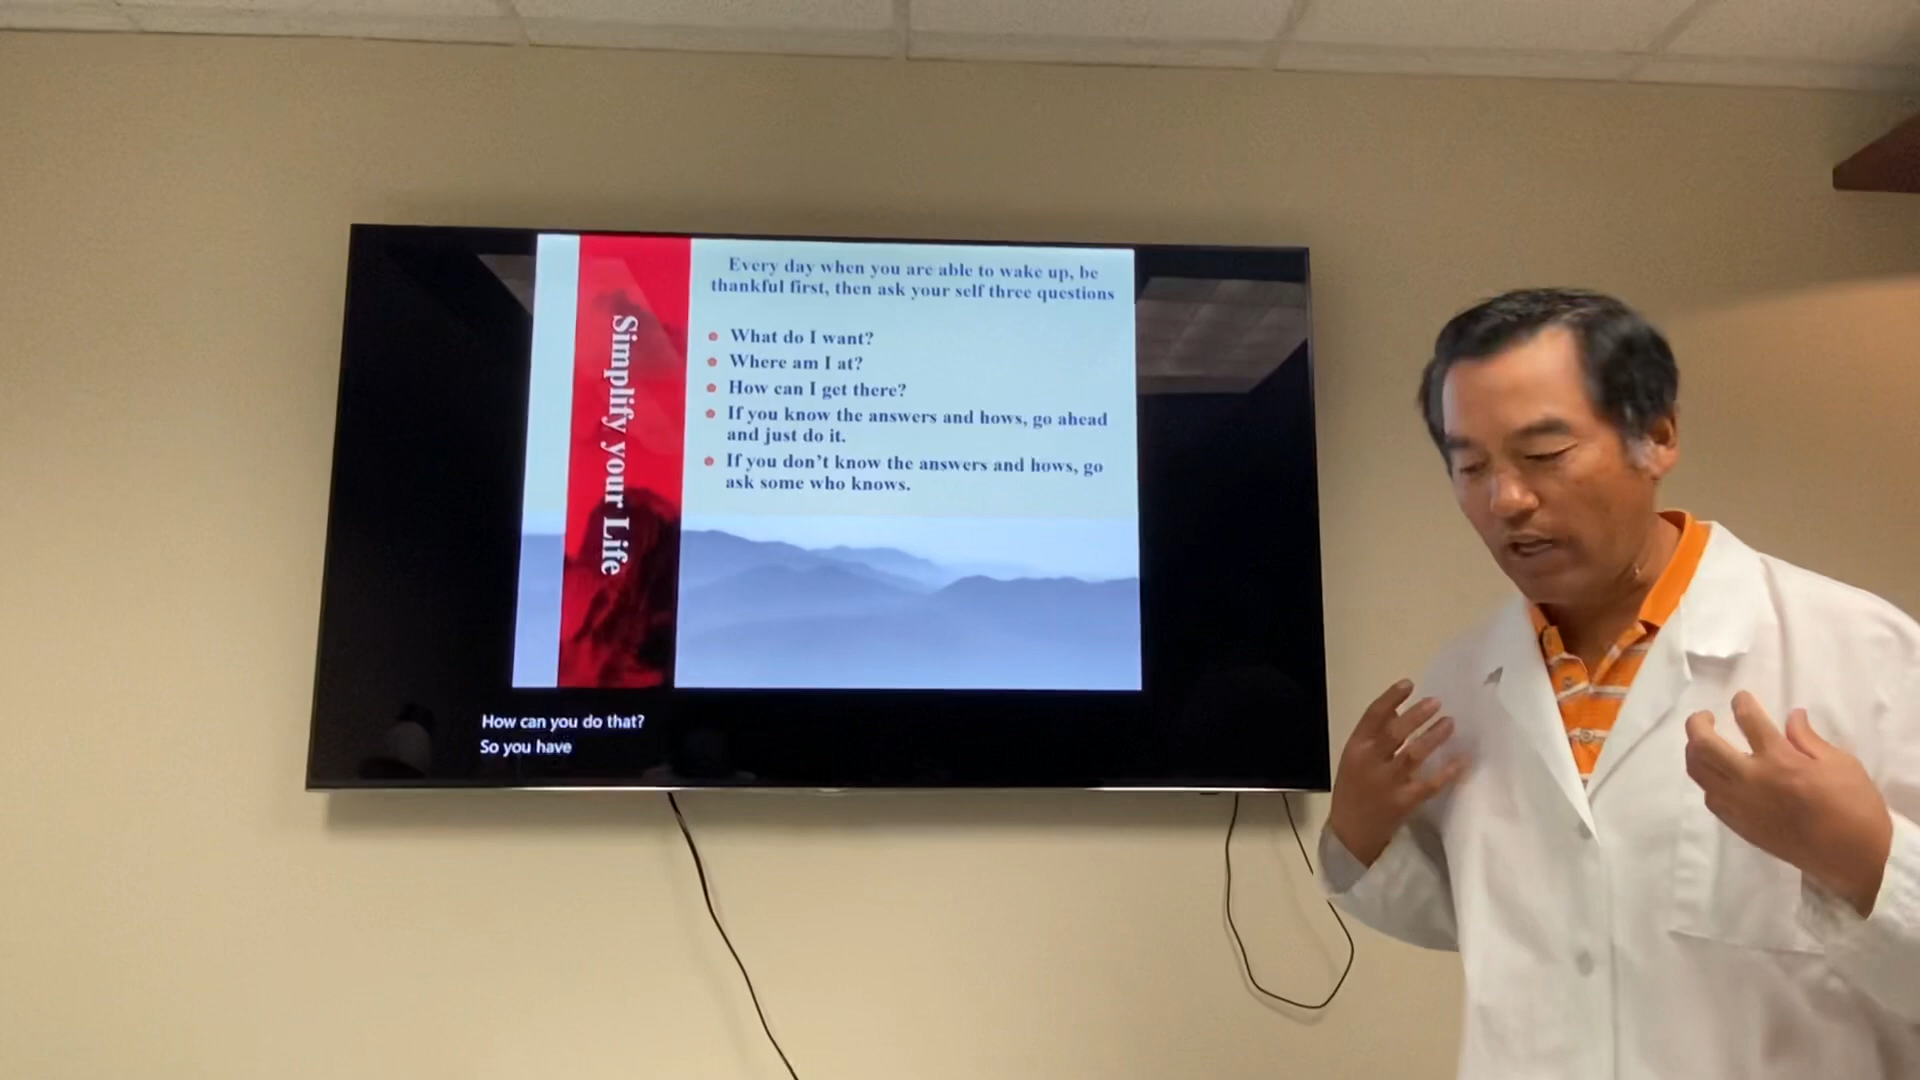 Simplify your Life
Every day when you are able to wake up, be
thankful first, then ask your self three questions
What do I want?
Where am I at?
How can I get there?
If you know the answers and hows, go ahead
and just do it.
If you don't know the answers and hows, go
ask some who knows.
How can you do that?
So you have